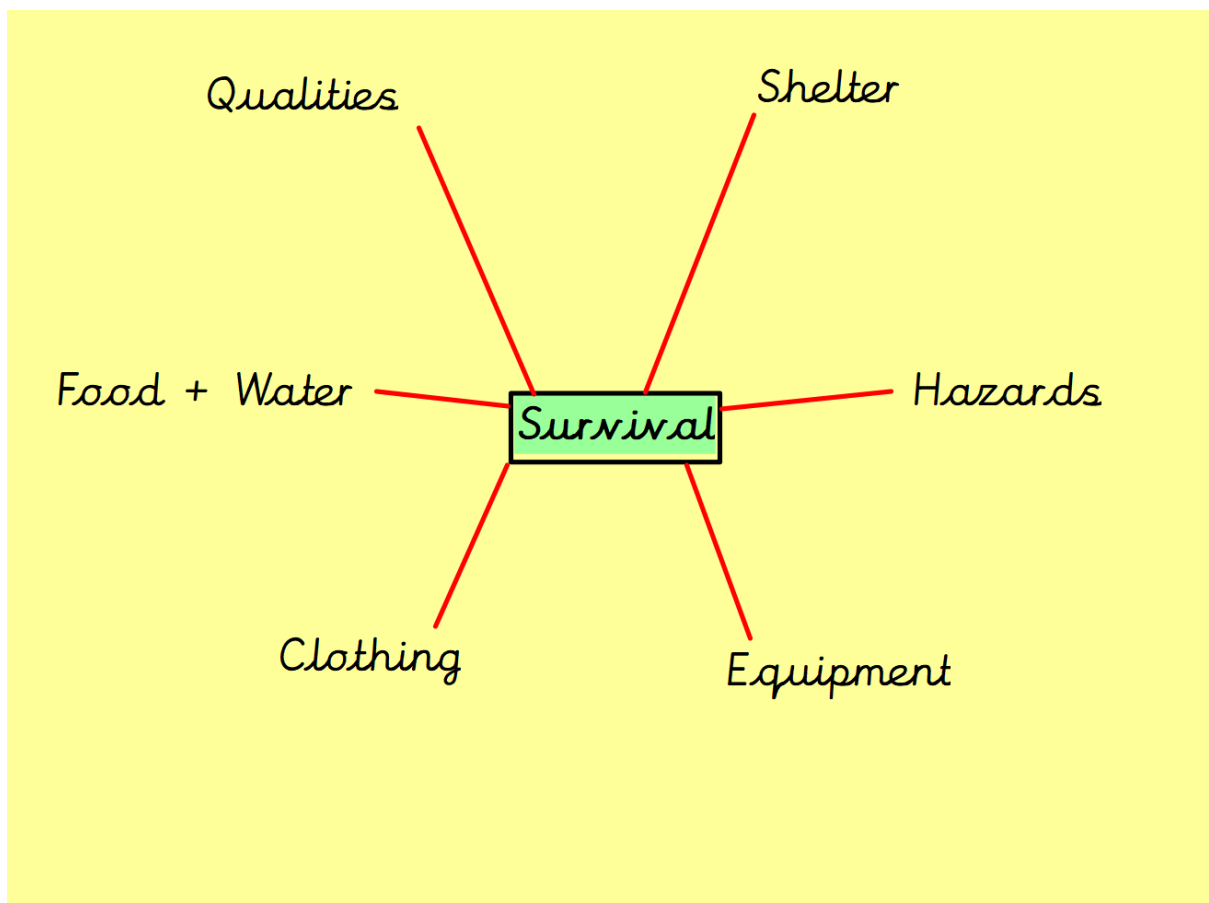 Qualities
Shelter
Food + Water
Survival
Hazards
Clothing
Equipment